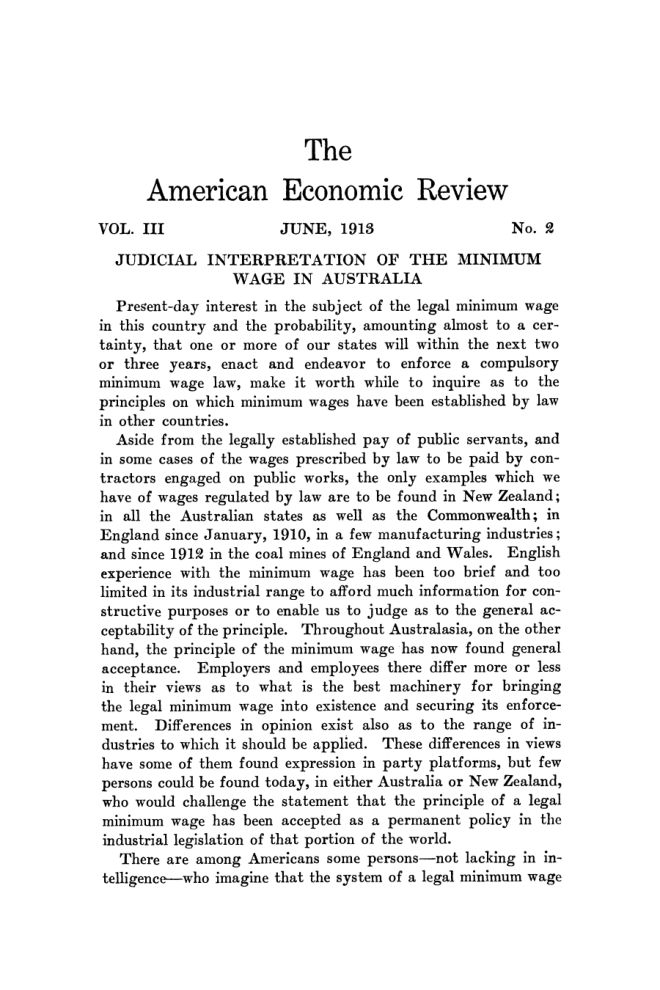 The
American Economic Review
VOL. III JUNE, 1913 No. 2
JUDICIAL INTERPRETATION OF THE MINIMUM
WAGE IN AUSTRALIA
Present-day interest in the subject of the legal minimum wage
in this country and the probability, amounting almost to a cer-
tainty, that one or more of our states will within the next two
or three years, enact and endeavor to enforce a compulsory
minimum wage law, make it worth while to inquire as to the
principles on which minimum wages have been established by law
in other countries.
Aside from the legally established pay of public servants, and
in some cases of the wages prescribed by law to be paid by con-
tractors engaged on public works, the only examples which we
have of wages regulated by law are to be found in New Zealand;
in all the Australian states as well as the Commonwealth; in
England since January, 1910, in a few manufacturing industries;
and since 1912 in the coal mines of England and Wales. English
experience with the minimum wage has been too brief and too
limited in its industrial range to afford much information for con-
structive purposes or to enable us to judge as to the general ac-
ceptability of the principle. Throughout Australasia, on the other
hand, the principle of the minimum wage has now found general
acceptance. Employers and employees there differ more or less
in their views as to what is the best machinery for bringing
the legal minimum wage into existence and securing its enforce-
ment. Differences in opinion exist also as to the range of in-
dustries to which it should be applied. These differences in views
have some of them found expression in party platforms, but few
persons could be found today, in either Australia or New Zealand,
who would challenge the statement that the principle of a legal
minimum wage has been accepted as a permanent policy in the
industrial legislation of that portion of the world.
There are among Americans some persons—not lacking in in-
telligence—who imagine that the system of a legal minimum wage